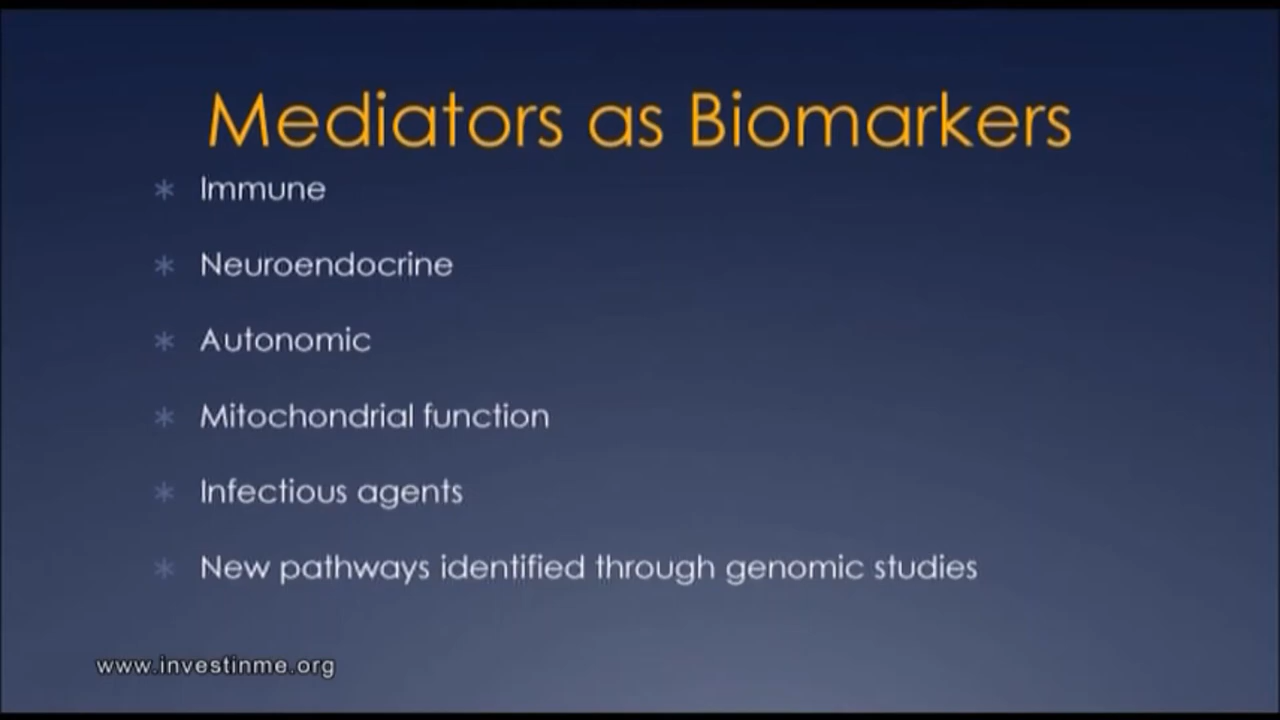 Mediators as Biomarkers
* Immune
* Neuroendocrine
* Autonomic
* Mitochondrial function
* Infectious agents
* New pathways identified through genomic studies
www.investinme.org